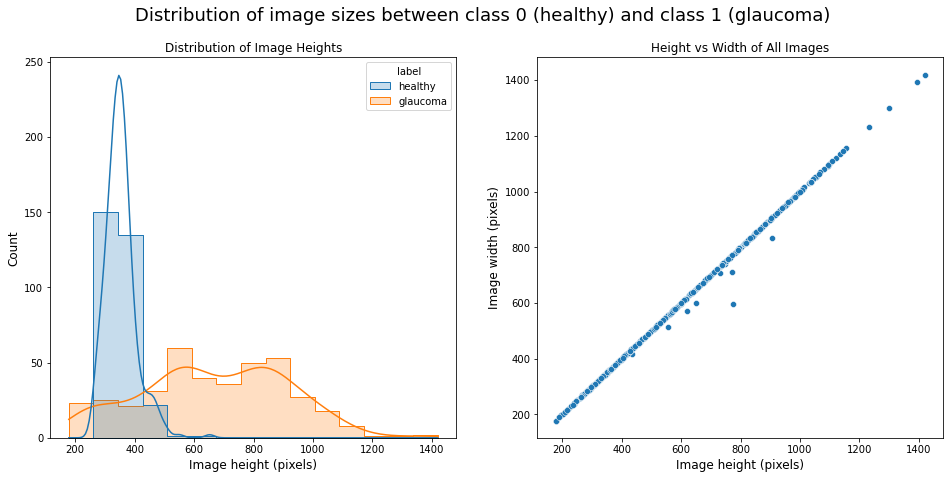 Distribution of image sizes between class 0 (healthy) and class 1 (glaucoma)
Distribution of Image Heights
label
healthy
glaucoma
Count
250
200
150
100
50
0
200 400 600 800 1000 1200 1400
Image height (pixels)
Height vs Width of All Images
Image width (pixels)
1400
1200
1000
800
600
400
200
200 400 600 800 1000 1200 1400
Image height (pixels)